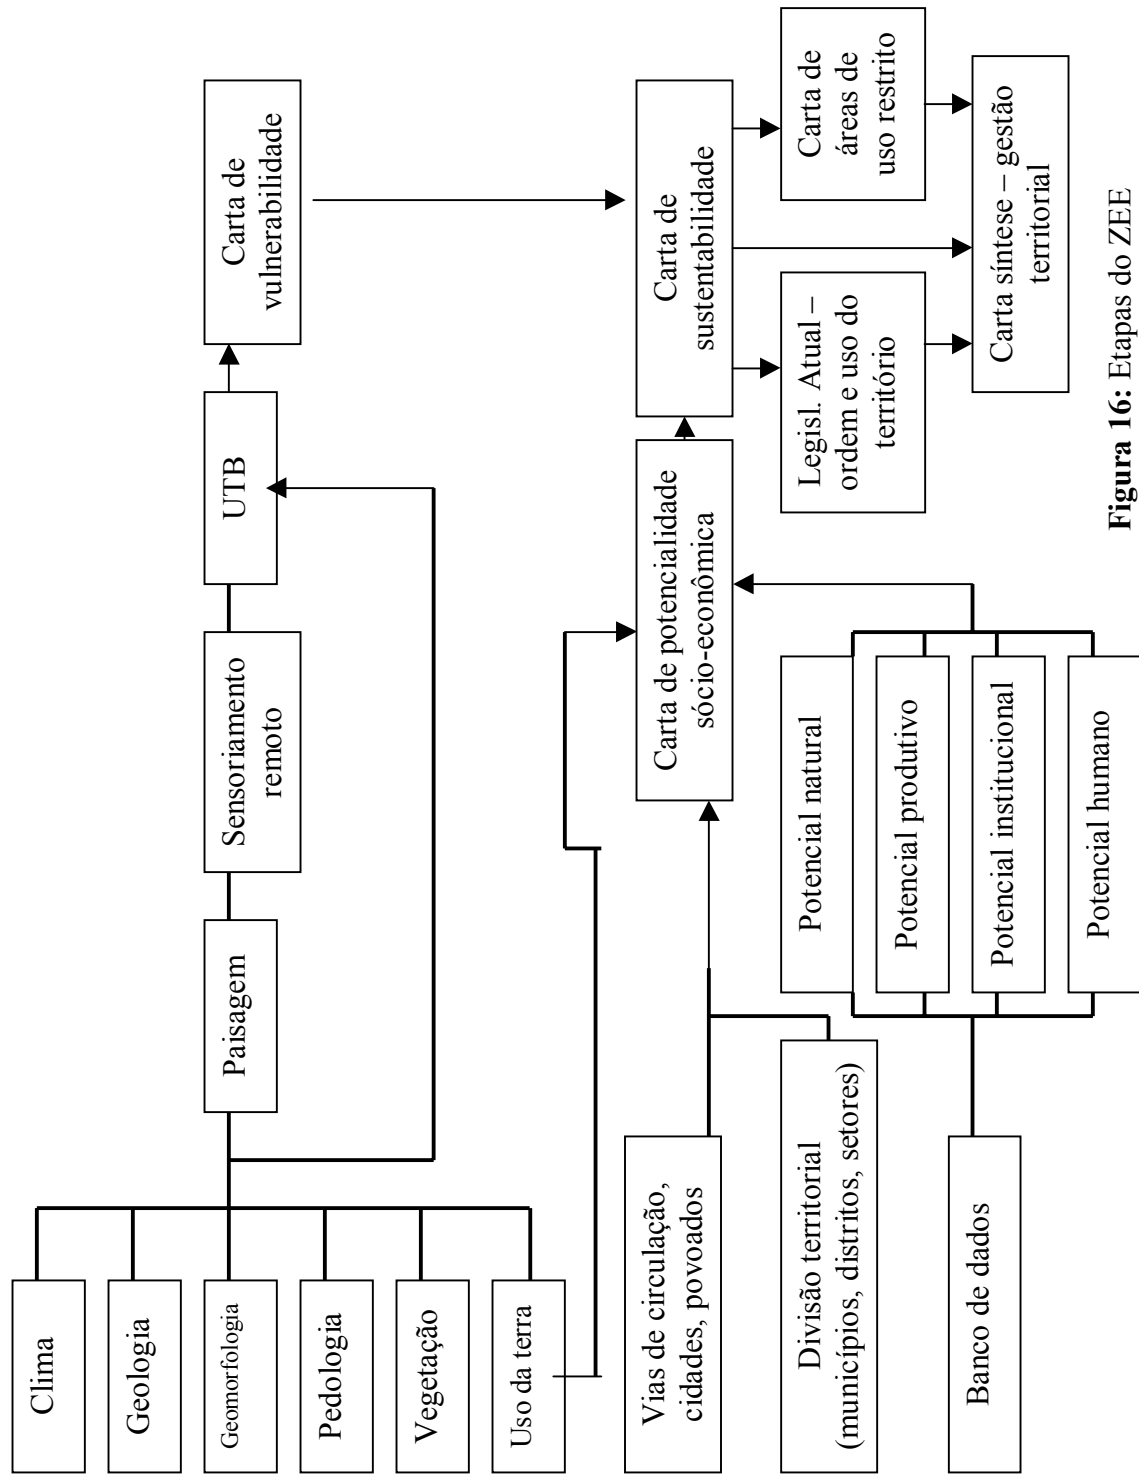 Clima
Geologia
Geomorfologia
Pedologia
Vegetação
Uso da terra
Paisagem
Sensoriamento
remoto
UTB
Carta de
vulnerabilidade
Vias de circulação,
cidades, povoados
Divisão territorial
(municípios, distritos, setores)
Banco de dados
Potencial natural
Potencial produtivo
Potencial institucional
Potencial humano
Carta de potencialidade
sócio-econômica
Carta de
sustentabilidade
Legisl. Atual –
ordem e uso do
território
Carta de
áreas de
uso restrito
Carta síntese – gestão
territorial
Figura 16: Etapas do ZEE